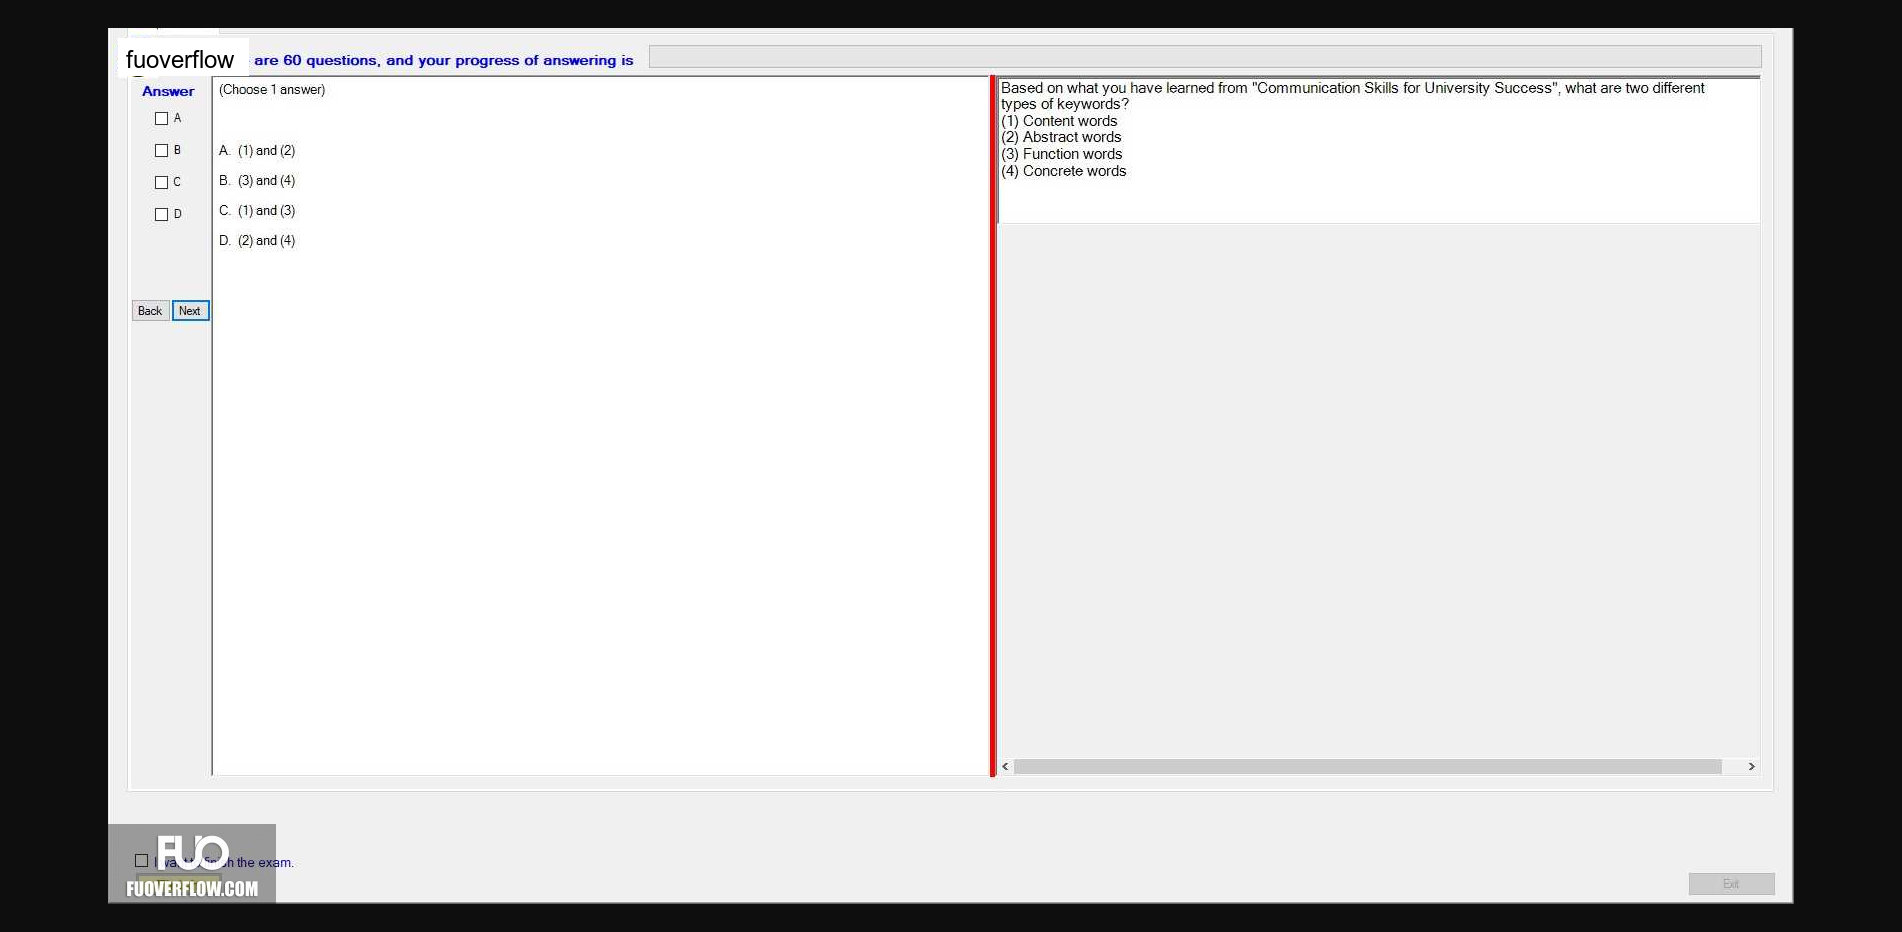 fuoverflow are 60 questions, and your progress of answering is
Answer
A
B
C
D
Back Next
(Choose 1 answer)
A. (1) and (2)
B. (3) and (4)
C. (1) and (3)
D. (2) and (4)
Based on what you have learned from "Communication Skills for University Success", what are two different
types of keywords?
(1) Content words
(2) Abstract words
(3) Function words
(4) Concrete words
I want to finish the exam.
FUO
FUOVERFLOW.COM
Exit